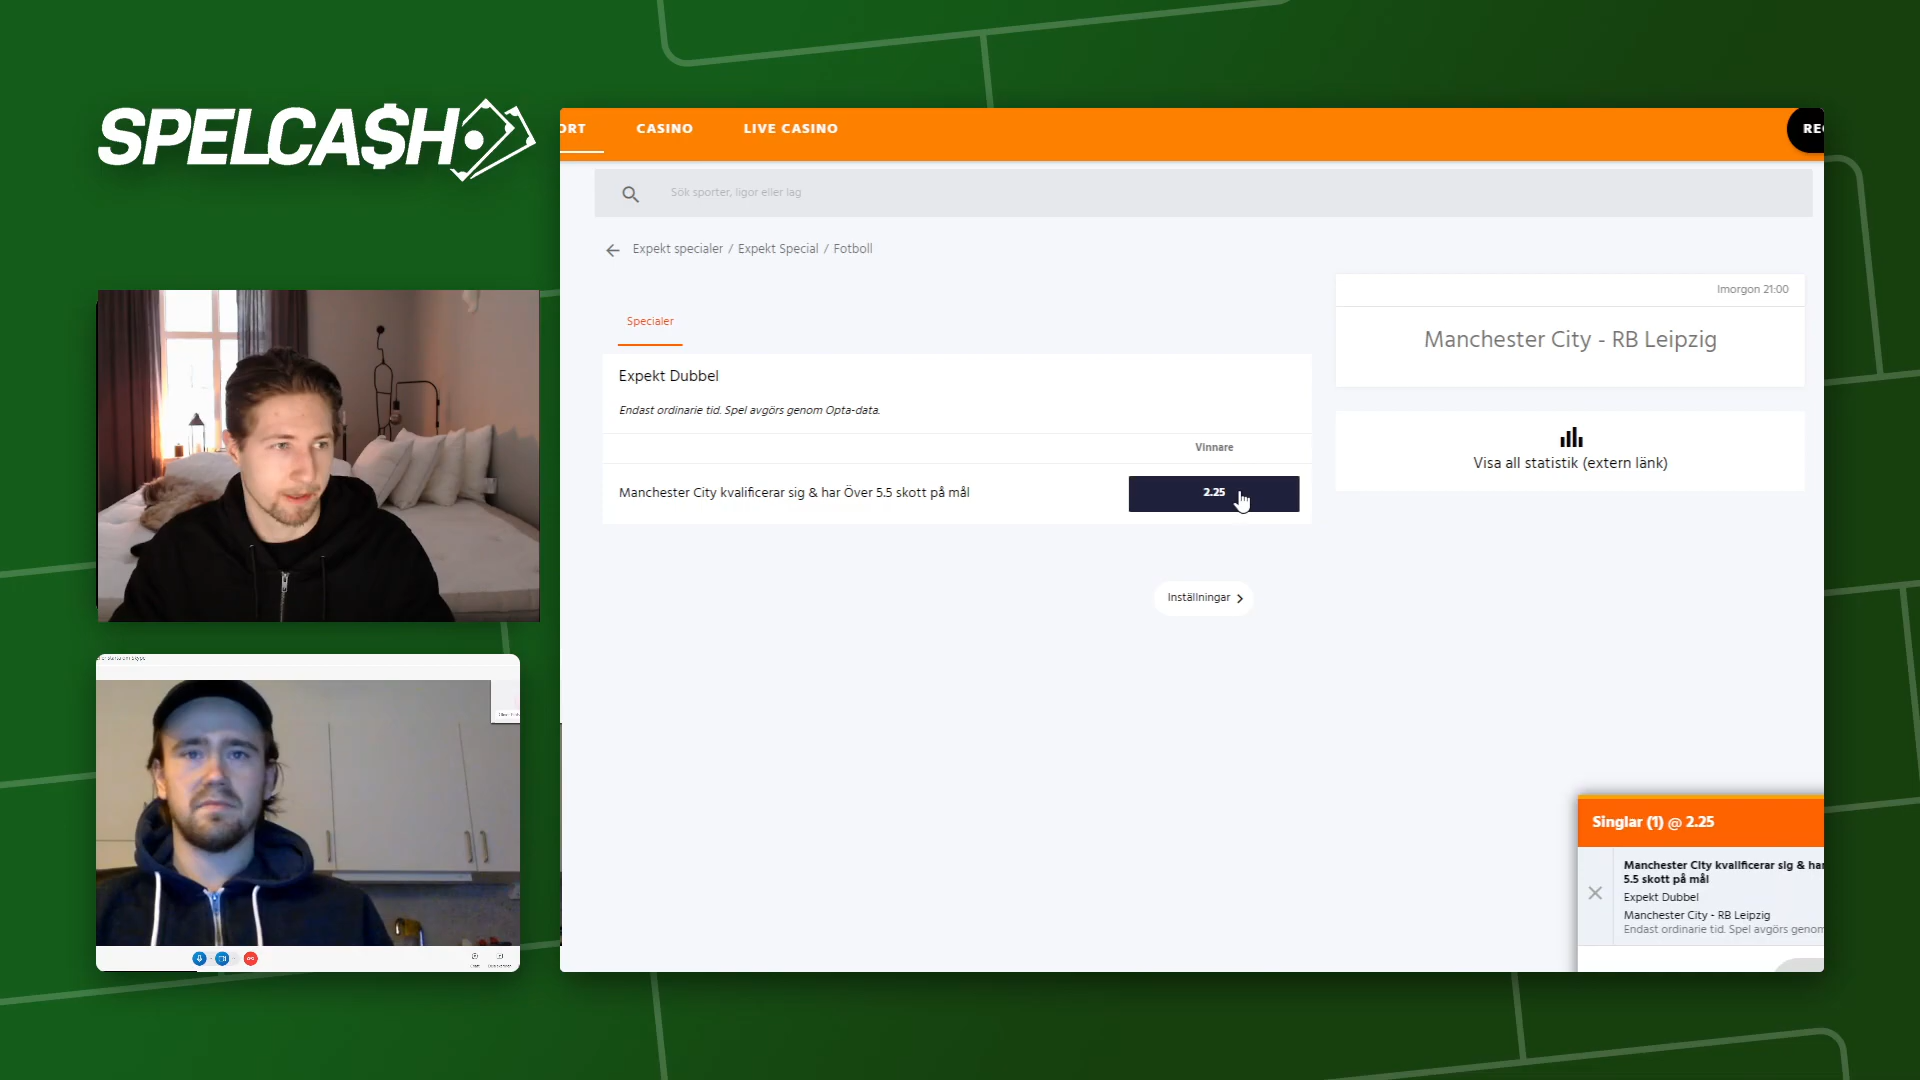 SPELCA$H
ORT
CASINO
LIVE CASINO
RE
Sök sporter, ligor eller lag
Expekt specialer / Expekt Special / Fotboll
Specialer
Expekt Dubbel
Endast ordinarie tid. Spel avgörs genom Opta-data.
Vinnare
Manchester City kvalificerar sig & har Över 5.5 skott på mål
2.25
Inställningar
Imorgon 21:00
Manchester City - RB Leipzig
Visa all statistik (extern länk)
Singlar (1) @ 2.25
Manchester City kvalificerar sig & har
5.5 skott på mål
Expekt Dubbel
Manchester City - RB Leipzig
Endast ordinarie tid. Spel avgörs genom